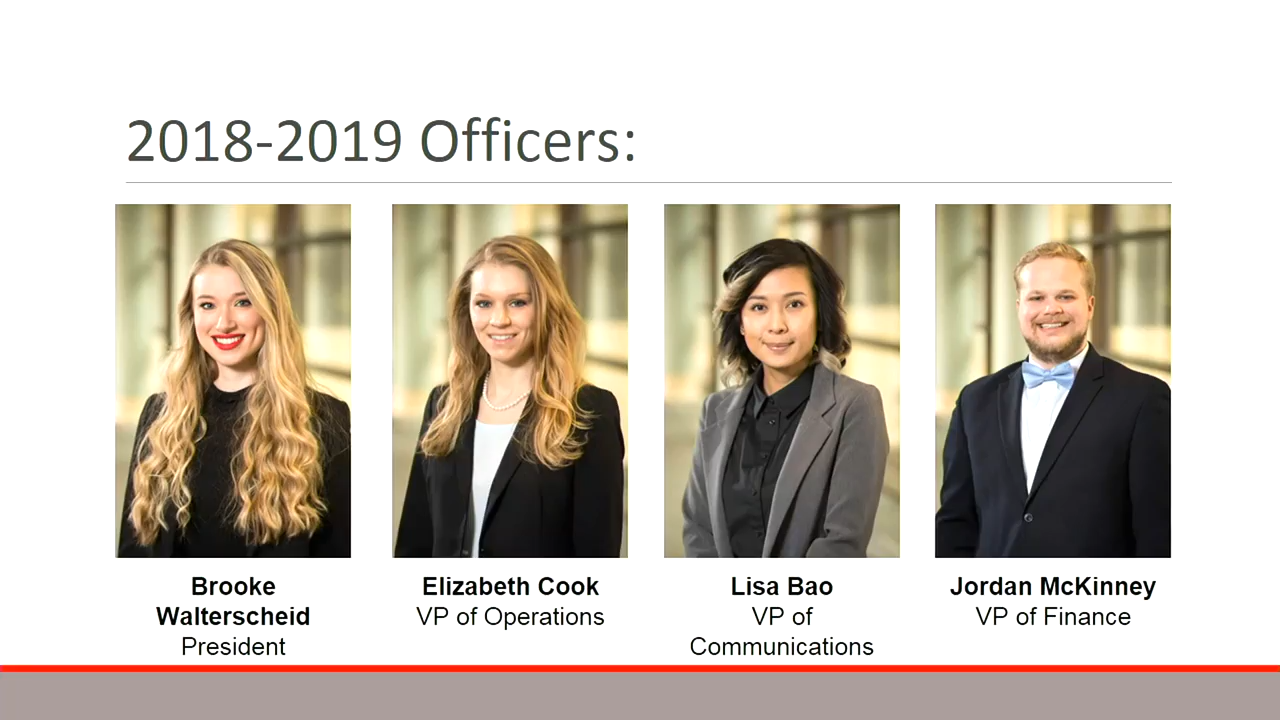 2018-2019 Officers:
Brooke
Walterscheid
President
Elizabeth Cook
VP of Operations
Lisa Bao
VP of
Communications
Jordan McKinney
VP of Finance